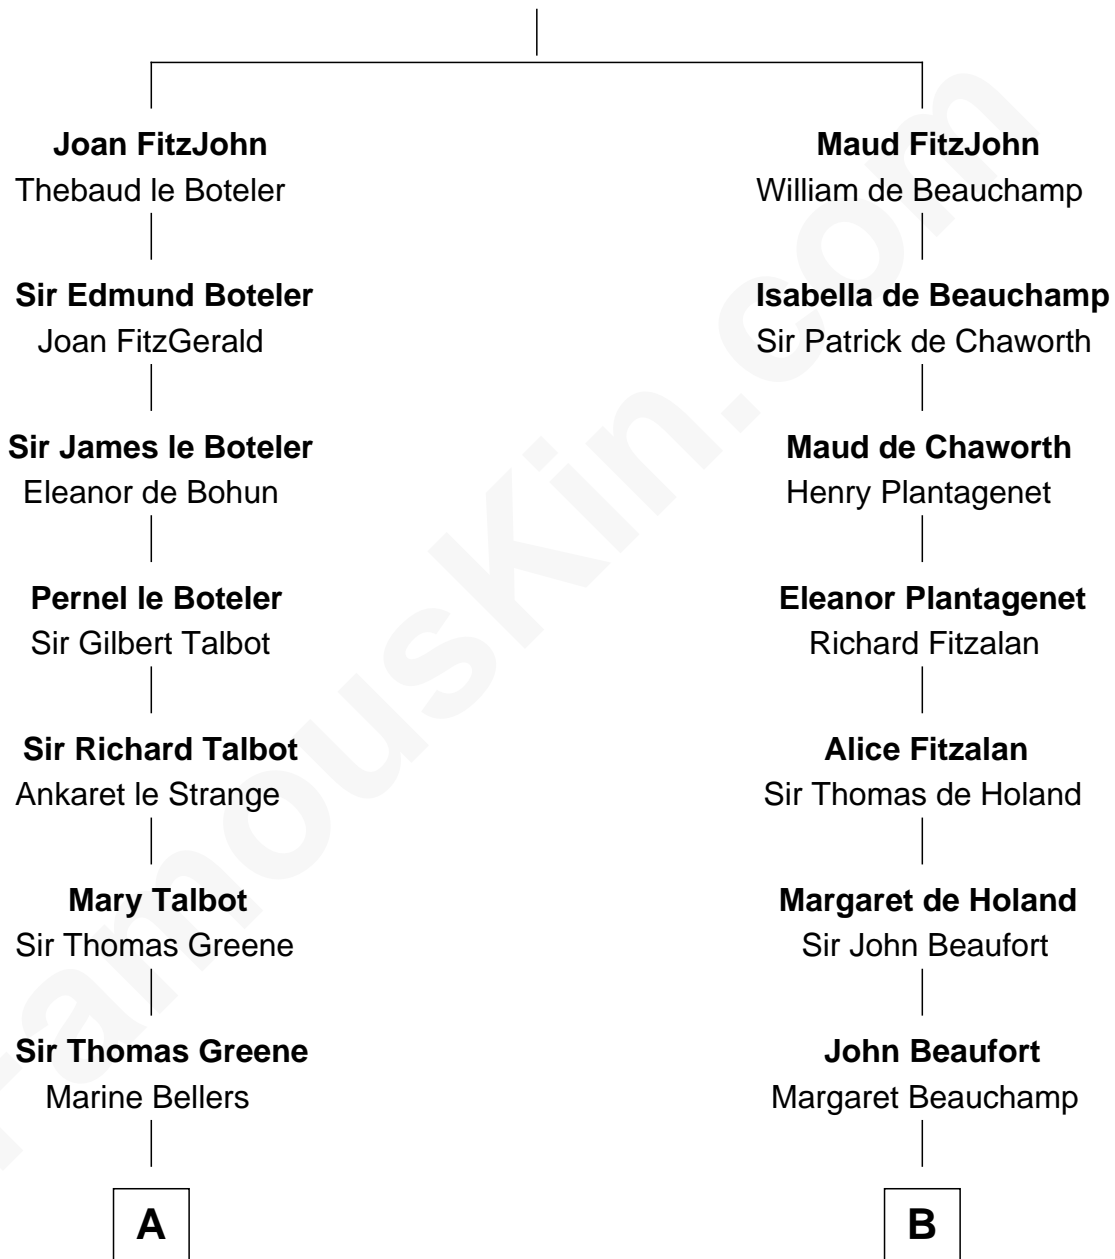 Joan FitzJohn
Thebaud le Boteler
Sir Edmund Boteler
Joan FitzGerald
Sir James le Boteler
Eleanor de Bohun
Pernel le Boteler
Sir Gilbert Talbot
Sir Richard Talbot
Ankaret le Strange
Mary Talbot
Sir Thomas Greene
Sir Thomas Greene
Marine Bellers
A
Maud FitzJohn
William de Beauchamp
Isabella de Beauchamp
Sir Patrick de Chaworth
Maud de Chaworth
Henry Plantagenet
Eleanor Plantagenet
Richard Fitzalan
Alice Fitzalan
Sir Thomas de Holand
Margaret de Holand
Sir John Beaufort
John Beaufort
Margaret Beauchamp
B
FamousKin.com